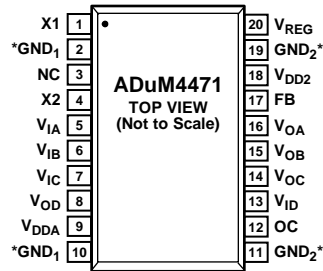 X1 1 20 VREG
*GND1 2 19 GND2*
NC 3 18 VDD2
X2 4 17 FB
VIA 5 16 VOA
VIB 6 15 VOB
VIC 7 14 VOC
VOD 8 13 VID
VDDA 9 12 OC
*GND1 10 11 GND2*
ADuM4471
TOP VIEW
(Not to Scale)